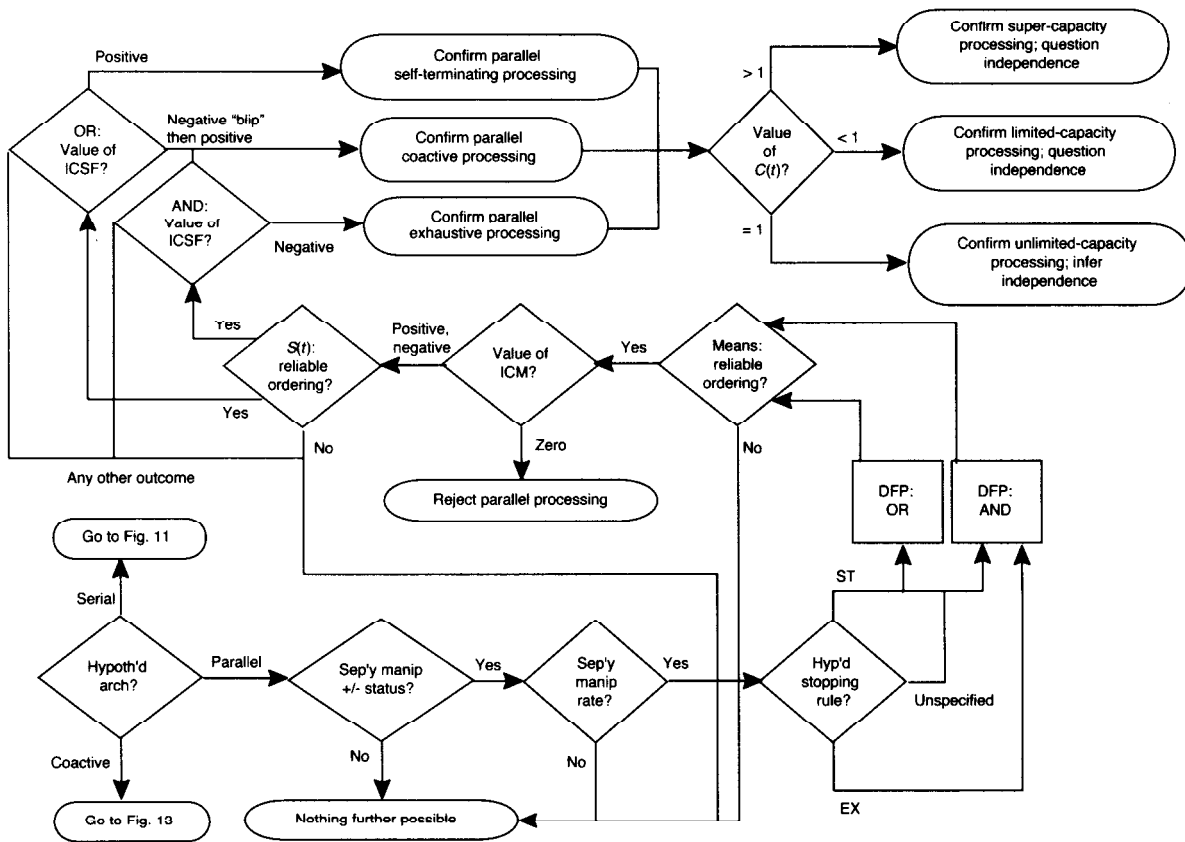 Positive
Confirm parallel
self-terminating processing
Confirm super-capacity
processing; question
independence
> 1
OR:
Value of
ICSF?
Negative "blip"
then positive
Confirm parallel
coactive processing
Value
of
C(t)?
< 1
Confirm limited-capacity
processing; question
independence
AND:
Value of
ICSF?
Negative
Confirm parallel
exhaustive processing
= 1
Confirm unlimited-capacity
processing; infer
independence
Yes
S(t):
reliable
ordering?
Positive,
negative
Value of
ICM?
Yes
Means:
reliable
ordering?
Yes
No
Zero
No
Any other outcome
Reject parallel processing
DFP:
OR
DFP:
AND
Go to Fig. 11
Serial
ST
Hypoth'd
arch?
Parallel
Sep'y manip
+/- status?
Yes
Sep'y
manip
rate?
Yes
Hyp'd
stopping
rule?
Unspecified
Coactive
No
No
EX
Go to Fig. 13
Nothing further possible